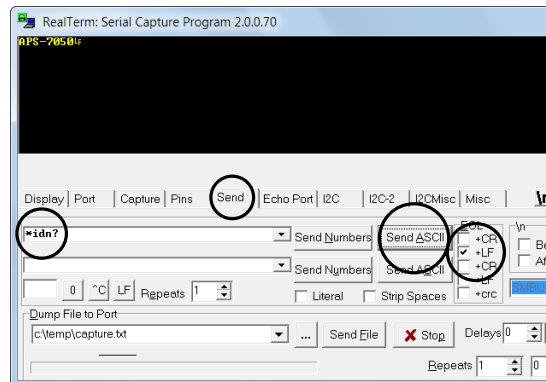 RealTerm: Serial Capture Program 2.0.0.70
APS-7050LF
Display Port Capture Pins Send Echo Port I2C I2C-2 I2CMisc Misc \n
*idn? Send Numbers Send ASCII EOL +CR \n
+LF
Send Numbers Send ASCII +CR
0 ^C LF Repeats 1 Literal Strip Spaces +crc SMBU
Dump File to Port
c:\temp\capture.txt ... Send File Stop Delays 0
Repeats 1 0